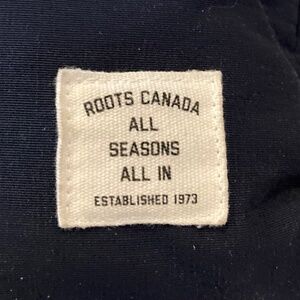 ROOTS CANADA
ALL
SEASONS
ALL IN
ESTABLISHED 1973